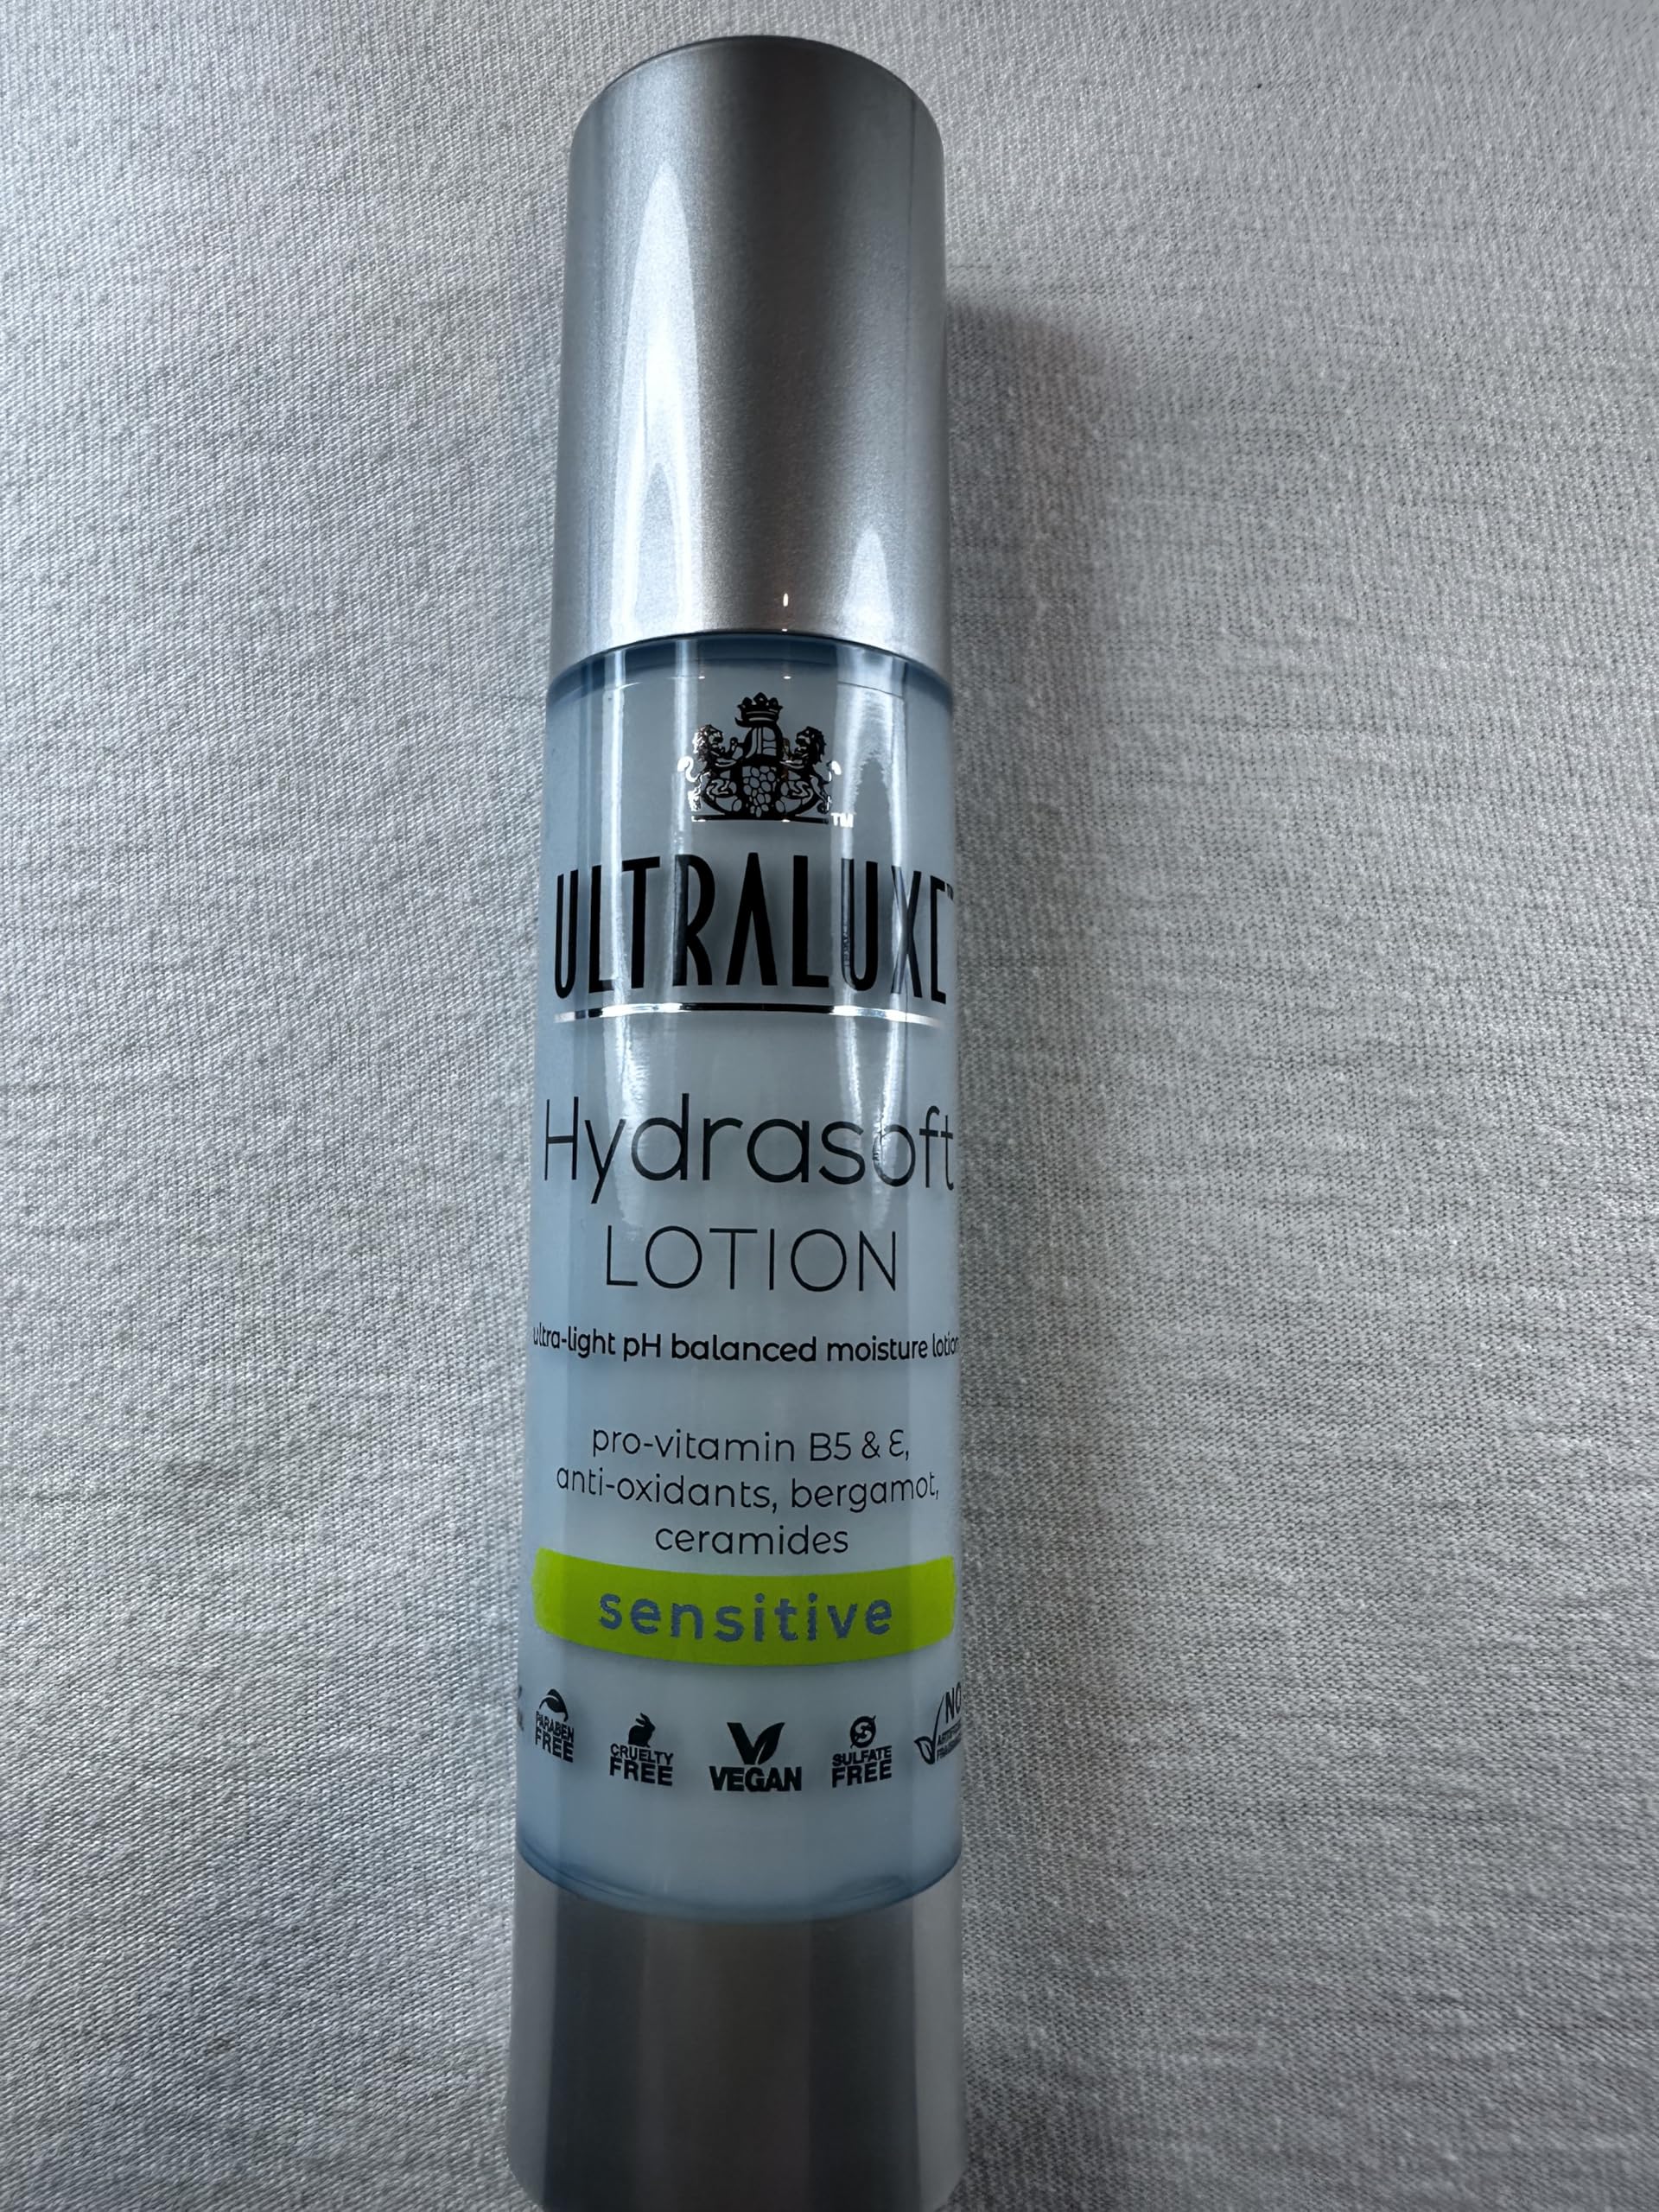 TM
ULTRALUXE
Hydrasoft
LOTION
ultra-light pH balanced moisture lotion
pro-vitamin B5 & E,
anti-oxidants, bergamot,
ceramides
sensitive
PARABEN
FREE
CRUELTY
FREE
VEGAN
SULFATE
FREE
NO